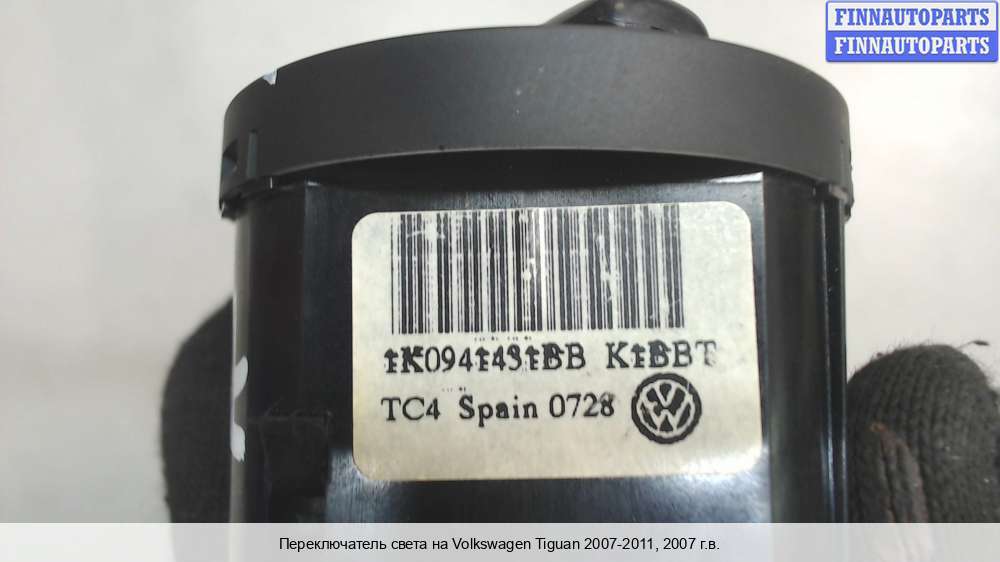 FINNAUTOPARTS
FINNAUTOPARTS
1K0941431BB K1BBT
TC4 Spain 0728
Переключатель света на Volkswagen Tiguan 2007-2011, 2007 г.в.